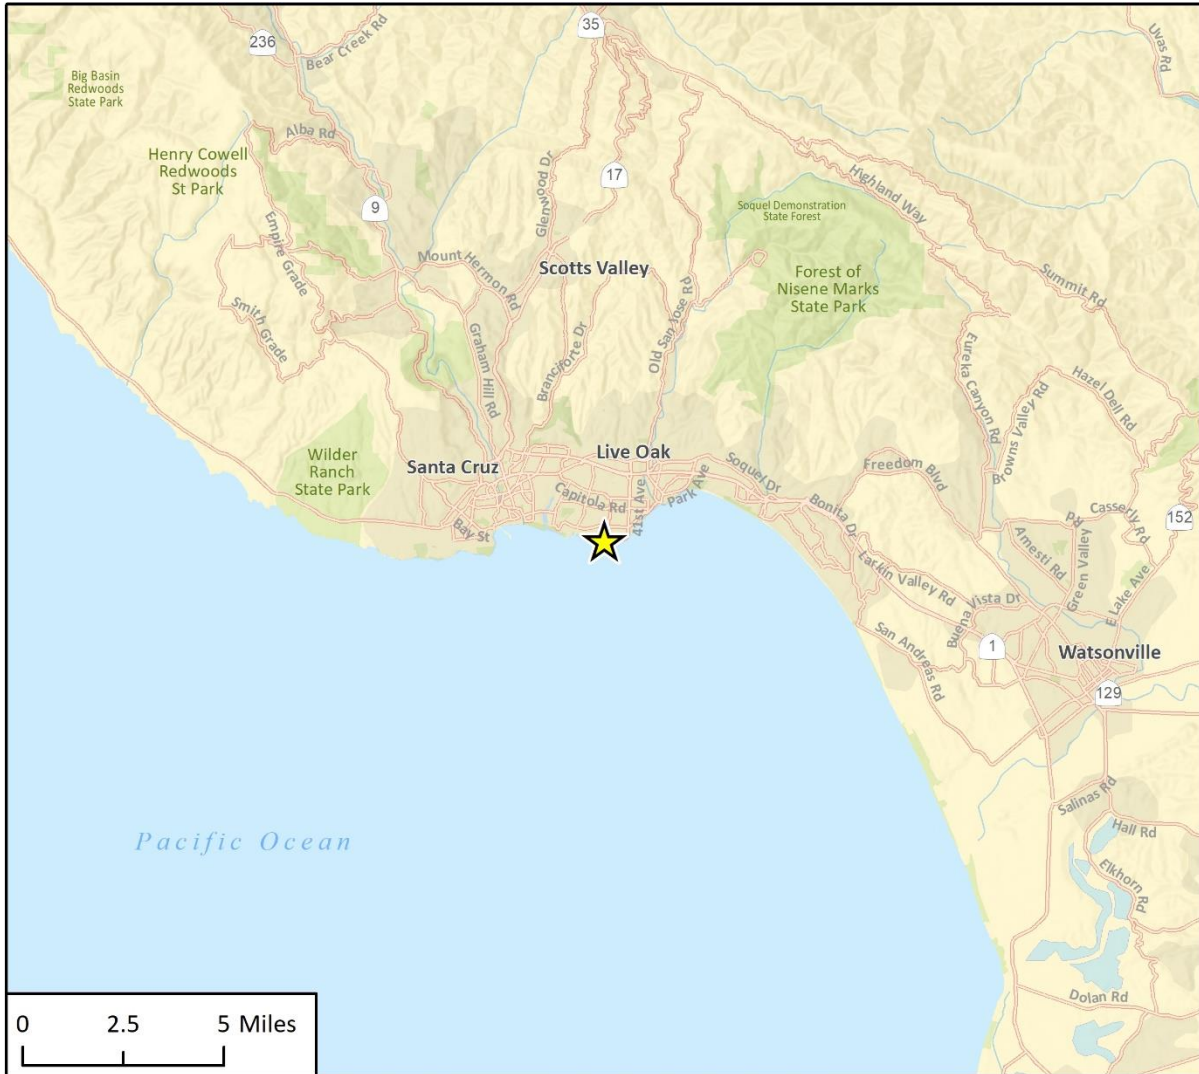 35
236
Bear Creek Rd
Uvas Rd
Big Basin
Redwoods
State Park
Alba Rd
Henry Cowell
Redwoods
St Park
Glenwood Dr
17
Highland Way
9
Soquel Demonstration
State Forest
Empire Grade
Mount Hermon Rd
Scotts Valley
Forest of
Nisene Marks
State Park
Summit Rd
Smith Grade
Graham Hill Rd
Branciforte Dr
Old San Jose Rd
Eureka Canyon Rd
Hazel Dell Rd
Browns Valley Rd
Wilder
Ranch
State Park
Santa Cruz
Live Oak
Soquel Dr
Freedom Blvd
Capitola Rd
41st Ave
Park Ave
Bonita Dr
Casserly Rd
152
Bay St
Amesti Rd
Green Valley Rd
Larkin Valley Rd
E Lake Ave
Buena Vista Dr
San Andreas Rd
1
Watsonville
129
Salinas Rd
Hall Rd
Pacific Ocean
Elkhorn Rd
Dolan Rd
0 2.5 5 Miles